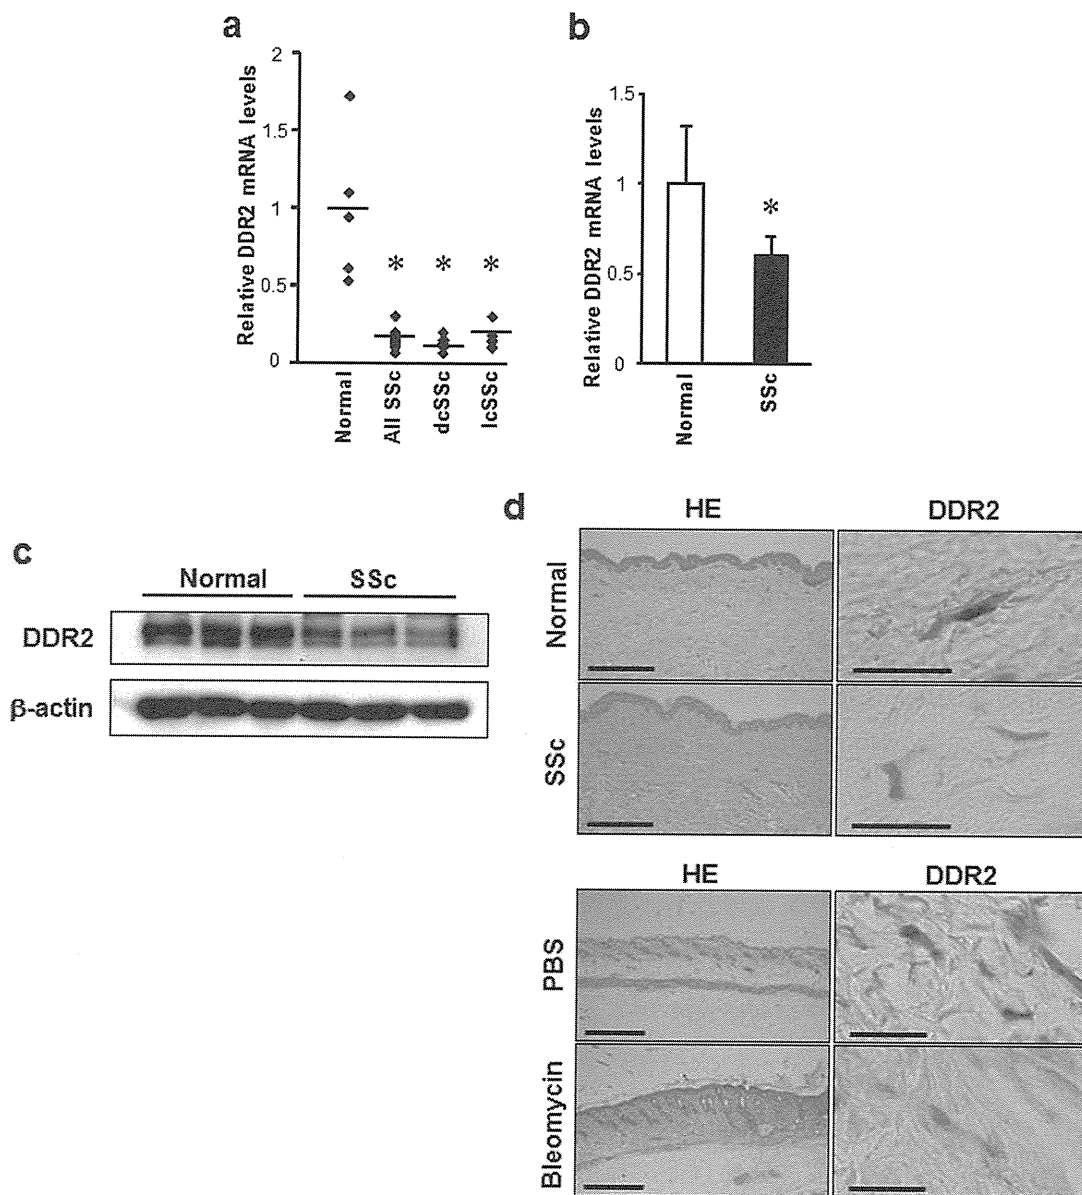 a
Relative DDR2 mRNA levels
2
1.5
1
0.5
0
* * *
Normal
All SSc
dcSSc
lcSSc
b
Relative DDR2 mRNA levels
1.5
1
0.5
0
*
Normal
SSc
c
Normal SSc
DDR2
β-actin
d
HE DDR2
Normal
SSc
HE DDR2
PBS
Bleomycin